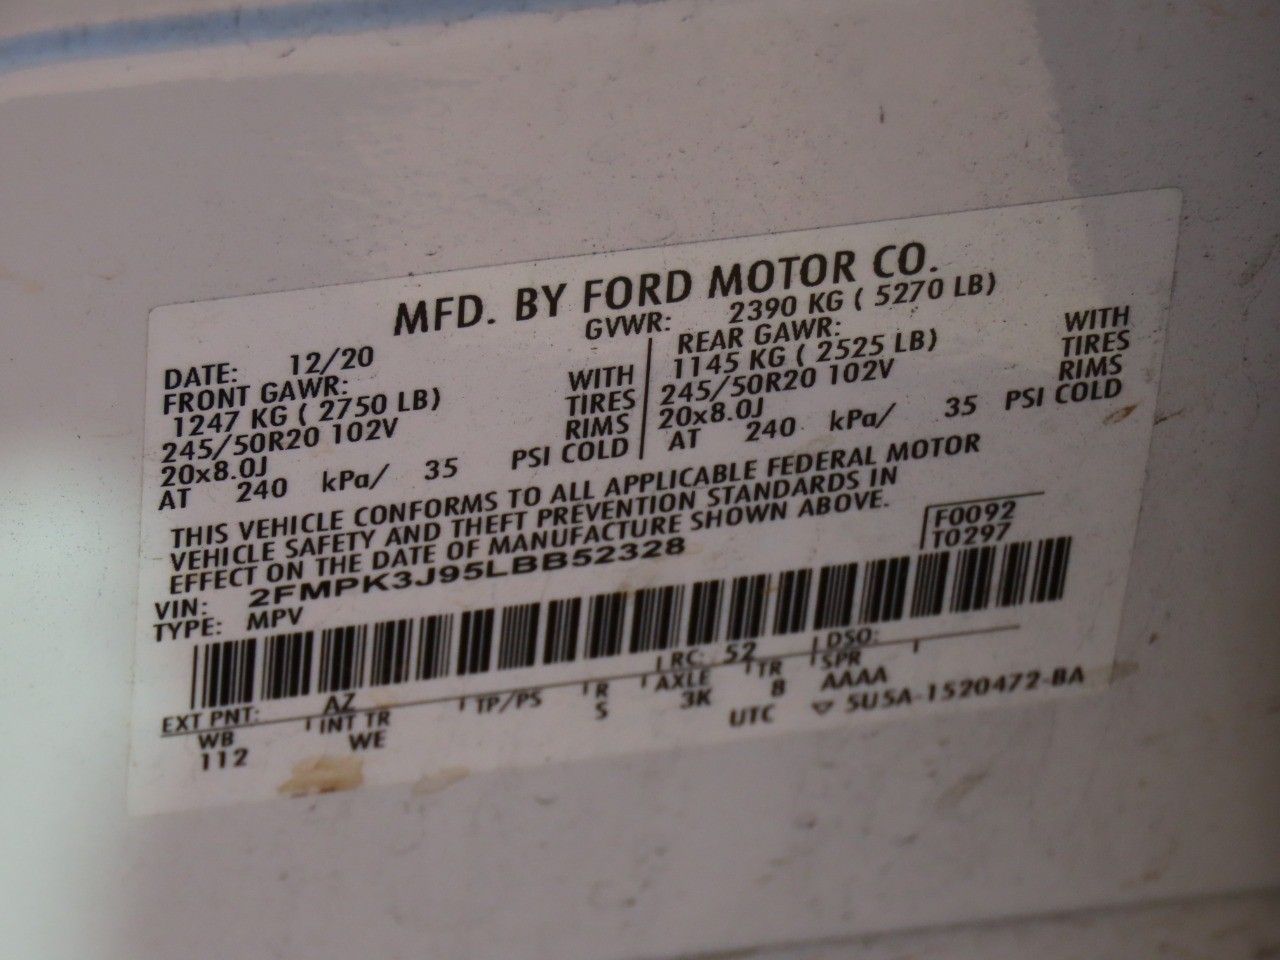 MFD. BY FORD MOTOR CO.
DATE: 12/20 GVWR: 2390 KG ( 5270 LB)
FRONT GAWR: REAR GAWR:
1247 KG ( 2750 LB) WITH 1145 KG ( 2525 LB) WITH
245/50R20 102V TIRES 245/50R20 102V TIRES
20x8.0J RIMS 20x8.0J RIMS
AT 240 kPa/ 35 PSI COLD AT 240 kPa/ 35 PSI COLD
THIS VEHICLE CONFORMS TO ALL APPLICABLE FEDERAL MOTOR
VEHICLE SAFETY AND THEFT PREVENTION STANDARDS IN
EFFECT ON THE DATE OF MANUFACTURE SHOWN ABOVE.
F0092
T0297
VIN: 2FMPK3J95LBB52328
TYPE: MPV
EXT PNT: AZ RC: 52 DSO:
WB INT TR TP/PS R AXLE TR SPR
112 WE S 3K 8 AAAA
UTC ▽ 5U5A-1520472-BA